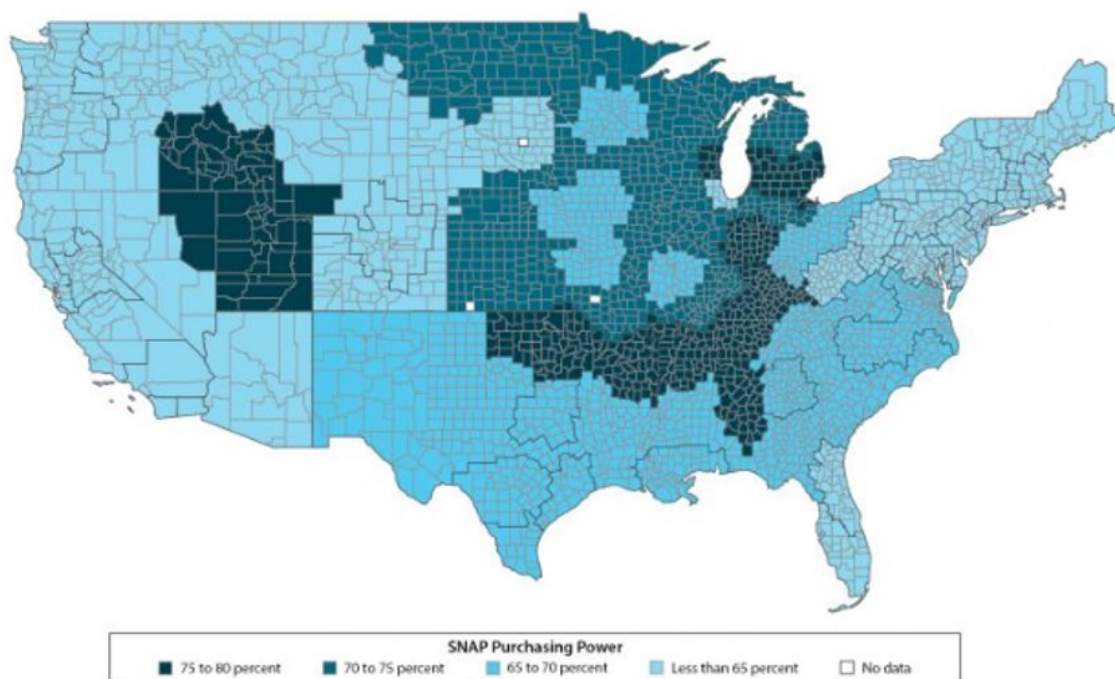 SNAP Purchasing Power
75 to 80 percent 70 to 75 percent 65 to 70 percent Less than 65 percent No data